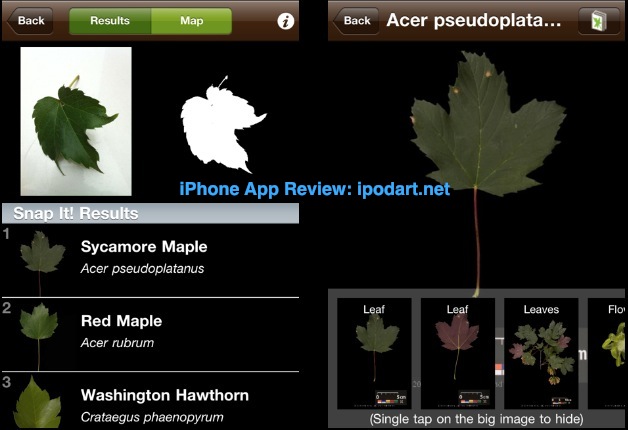 Back
Results
Map
iPhone App Review: ipodart.net
Snap It! Results
1
Sycamore Maple
Acer pseudoplatanus
2
Red Maple
Acer rubrum
3
Washington Hawthorn
Crataegus phaenopyrum
Back
Acer pseudoplata...
Leaf
Leaf
Leaves
Flo
(Single tap on the big image to hide)